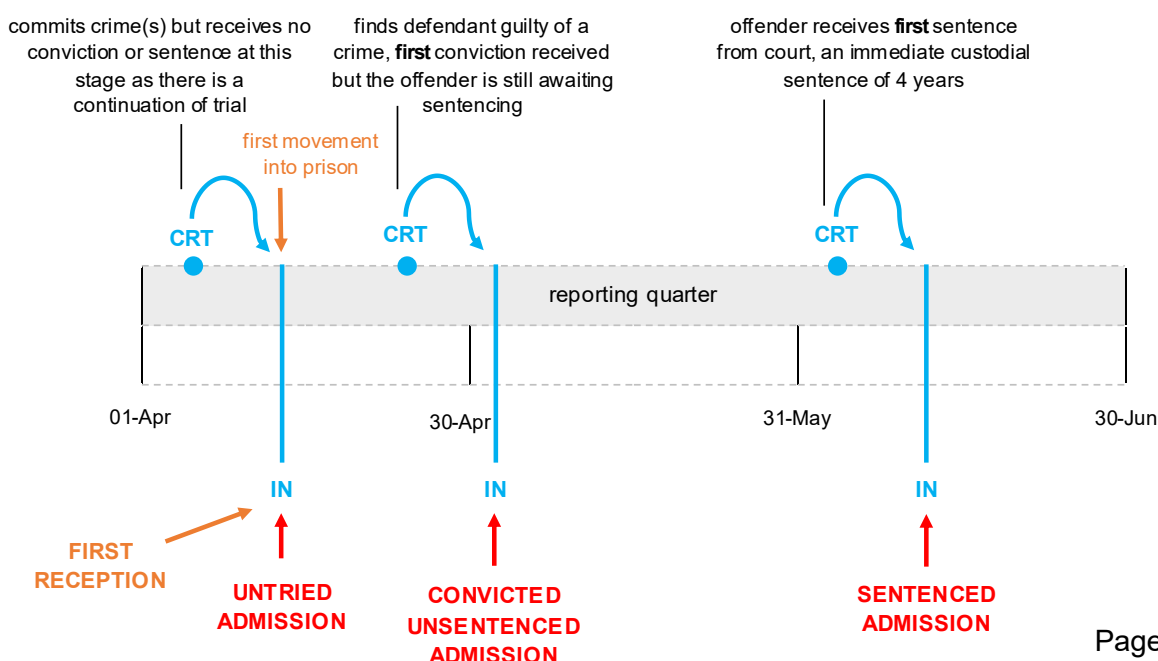 commits crime(s) but receives no
conviction or sentence at this
stage as there is a
continuation of trial
finds defendant guilty of a
crime, first conviction received
but the offender is still awaiting
sentencing
offender receives first sentence
from court, an immediate custodial
sentence of 4 years
first movement
into prison
CRT
CRT
CRT
reporting quarter
01-Apr
30-Apr
31-May
30-Jun
IN
IN
IN
FIRST
RECEPTION
UNTRIED
ADMISSION
CONVICTED
UNSENTENCED
ADMISSION
SENTENCED
ADMISSION
Page